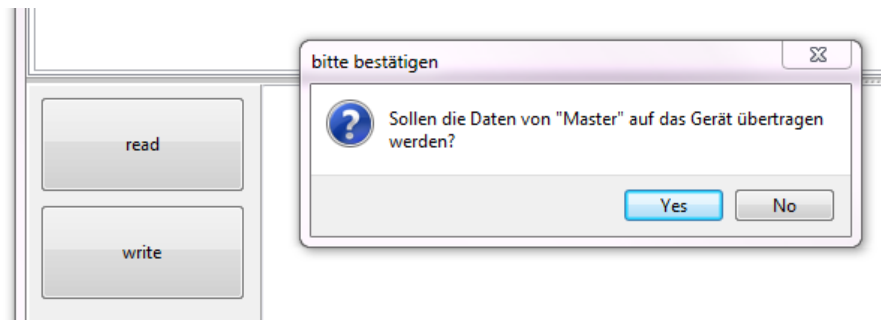 bitte bestätigen
Sollen die Daten von "Master" auf das Gerät übertragen
werden?
Yes No
read
write